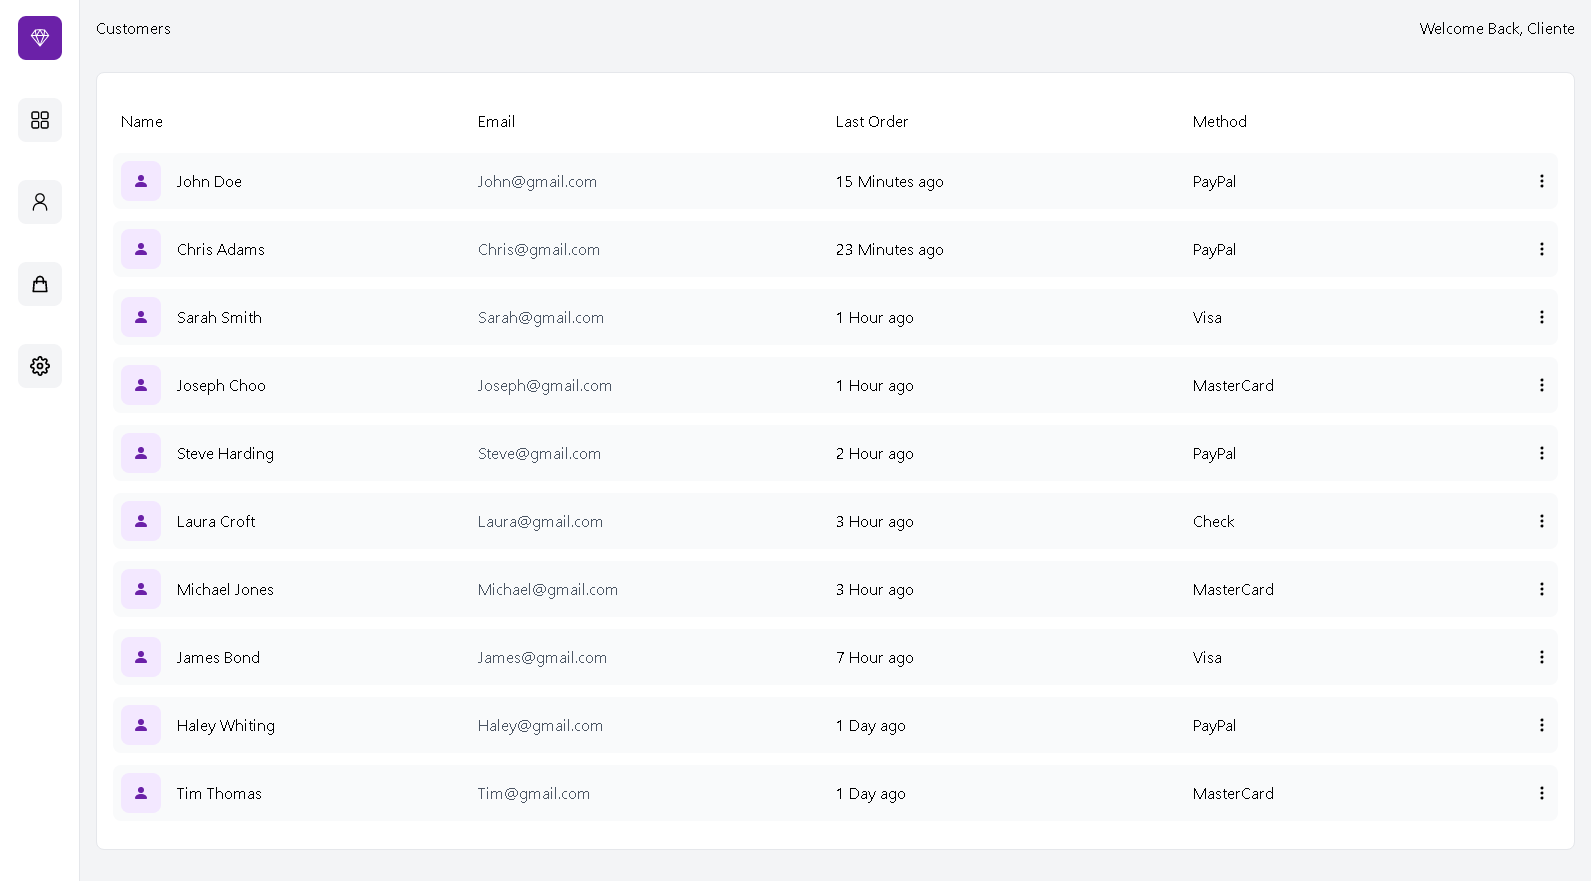 Customers Welcome Back, Cliente
Name Email Last Order Method
John Doe John@gmail.com 15 Minutes ago PayPal
Chris Adams Chris@gmail.com 23 Minutes ago PayPal
Sarah Smith Sarah@gmail.com 1 Hour ago Visa
Joseph Choo Joseph@gmail.com 1 Hour ago MasterCard
Steve Harding Steve@gmail.com 2 Hour ago PayPal
Laura Croft Laura@gmail.com 3 Hour ago Check
Michael Jones Michael@gmail.com 3 Hour ago MasterCard
James Bond James@gmail.com 7 Hour ago Visa
Haley Whiting Haley@gmail.com 1 Day ago PayPal
Tim Thomas Tim@gmail.com 1 Day ago MasterCard